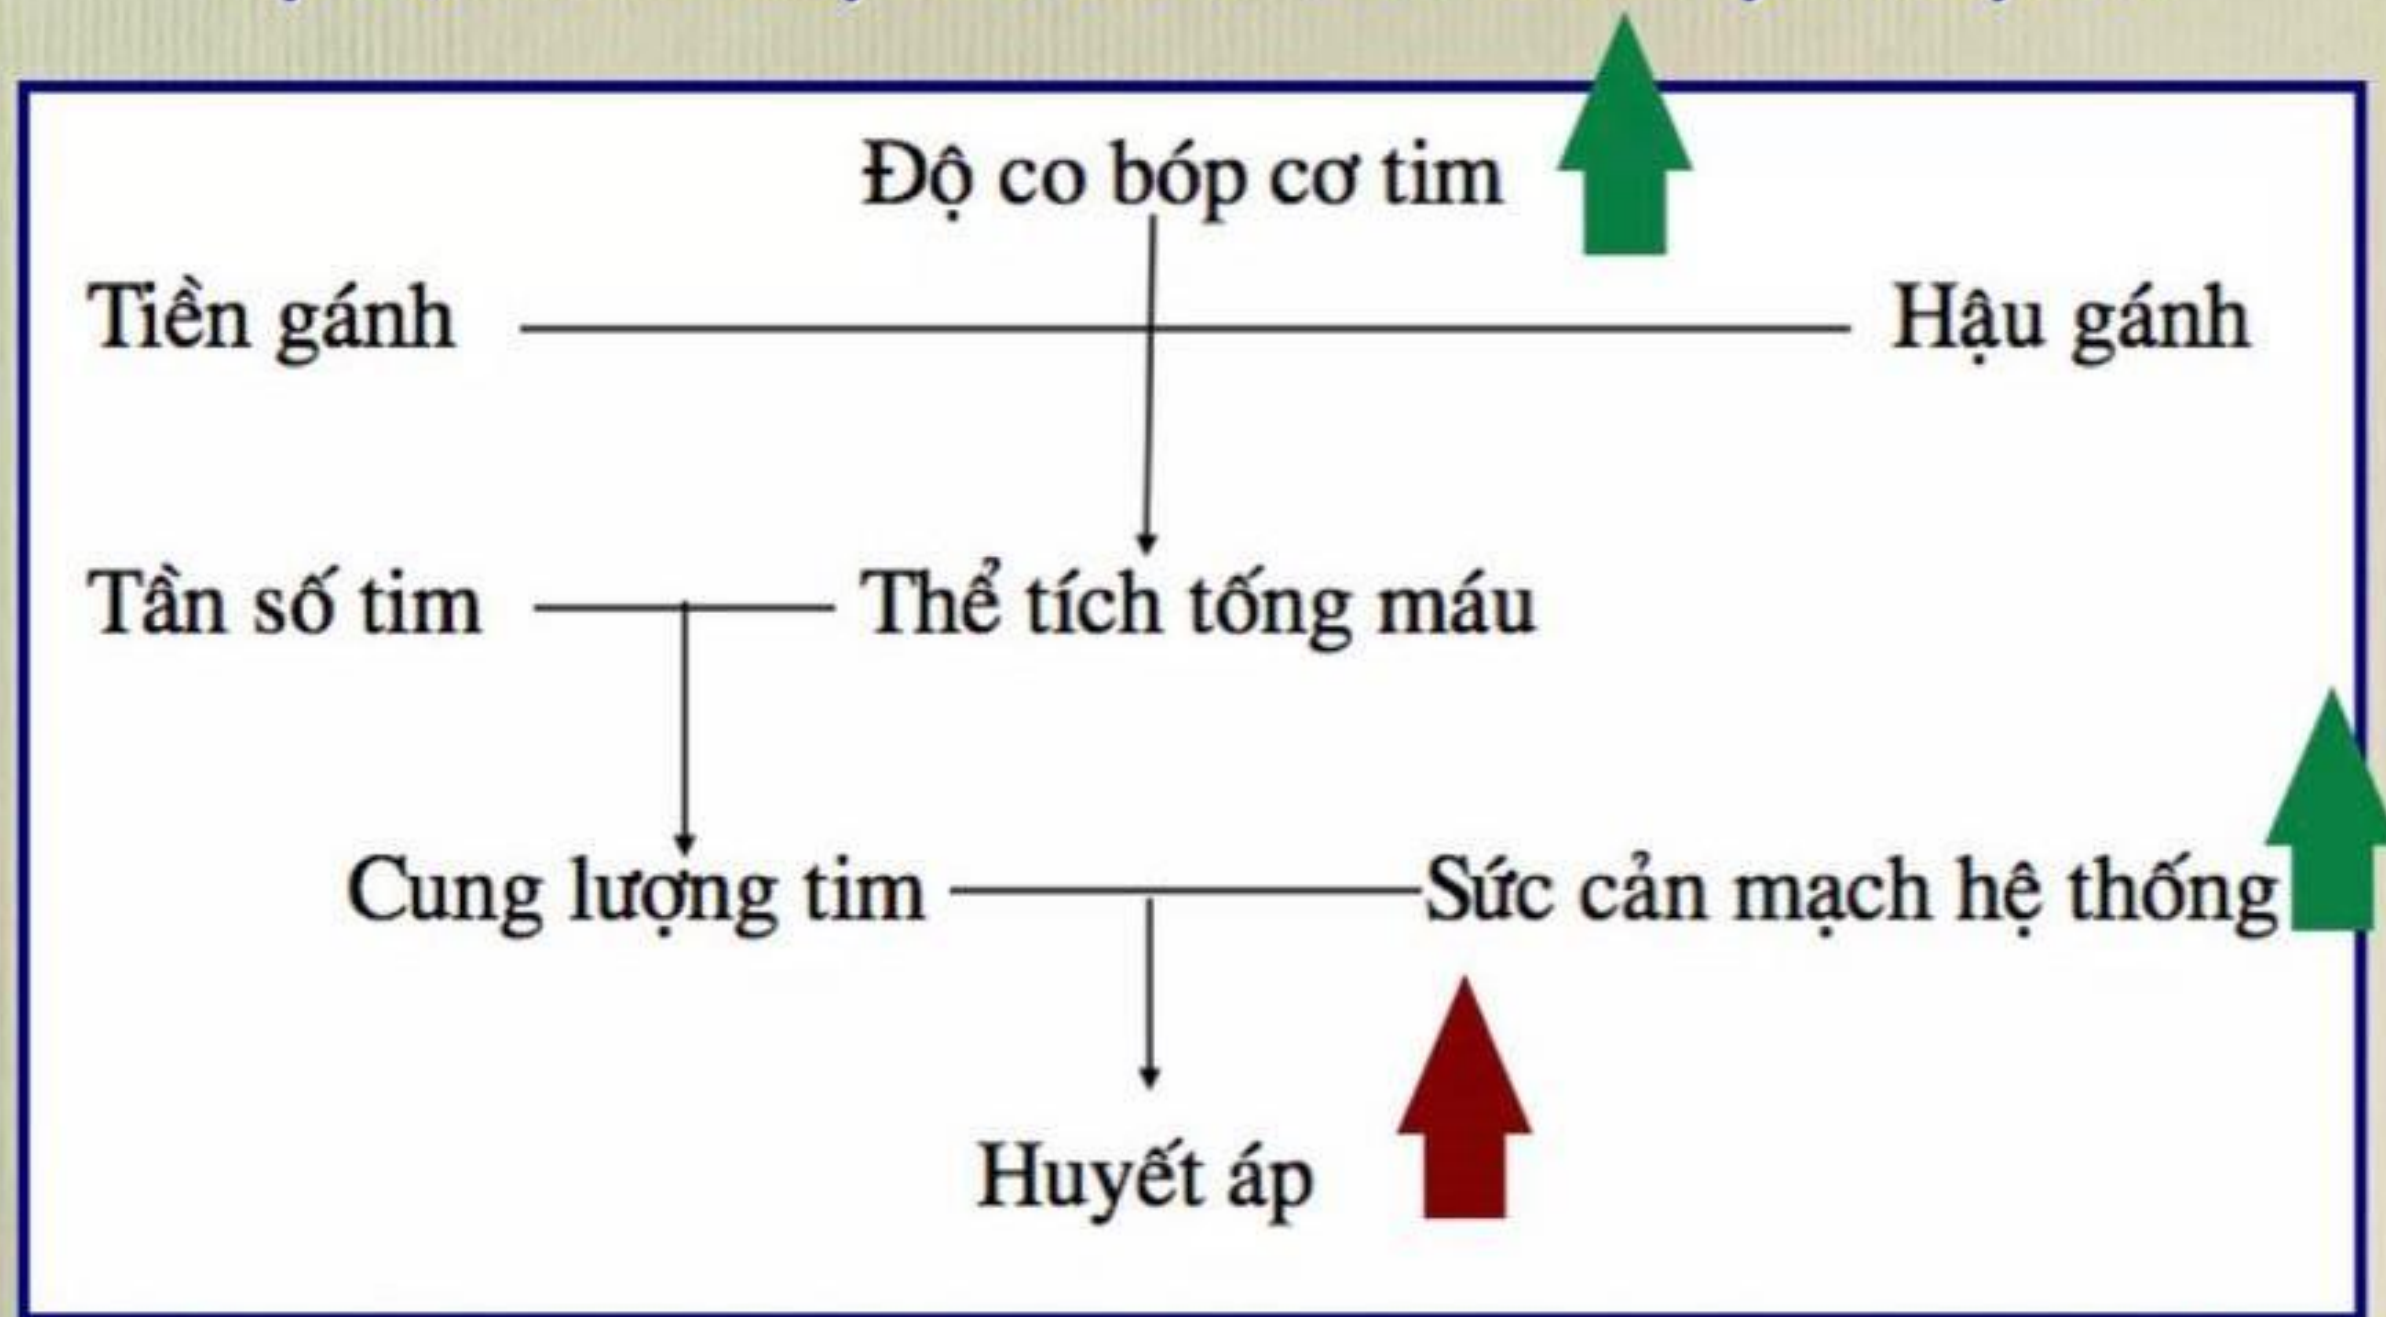 Độ co bóp cơ tim
Tiền gánh Hậu gánh
Tần số tim Thể tích tống máu
Cung lượng tim Sức cản mạch hệ thống
Huyết áp